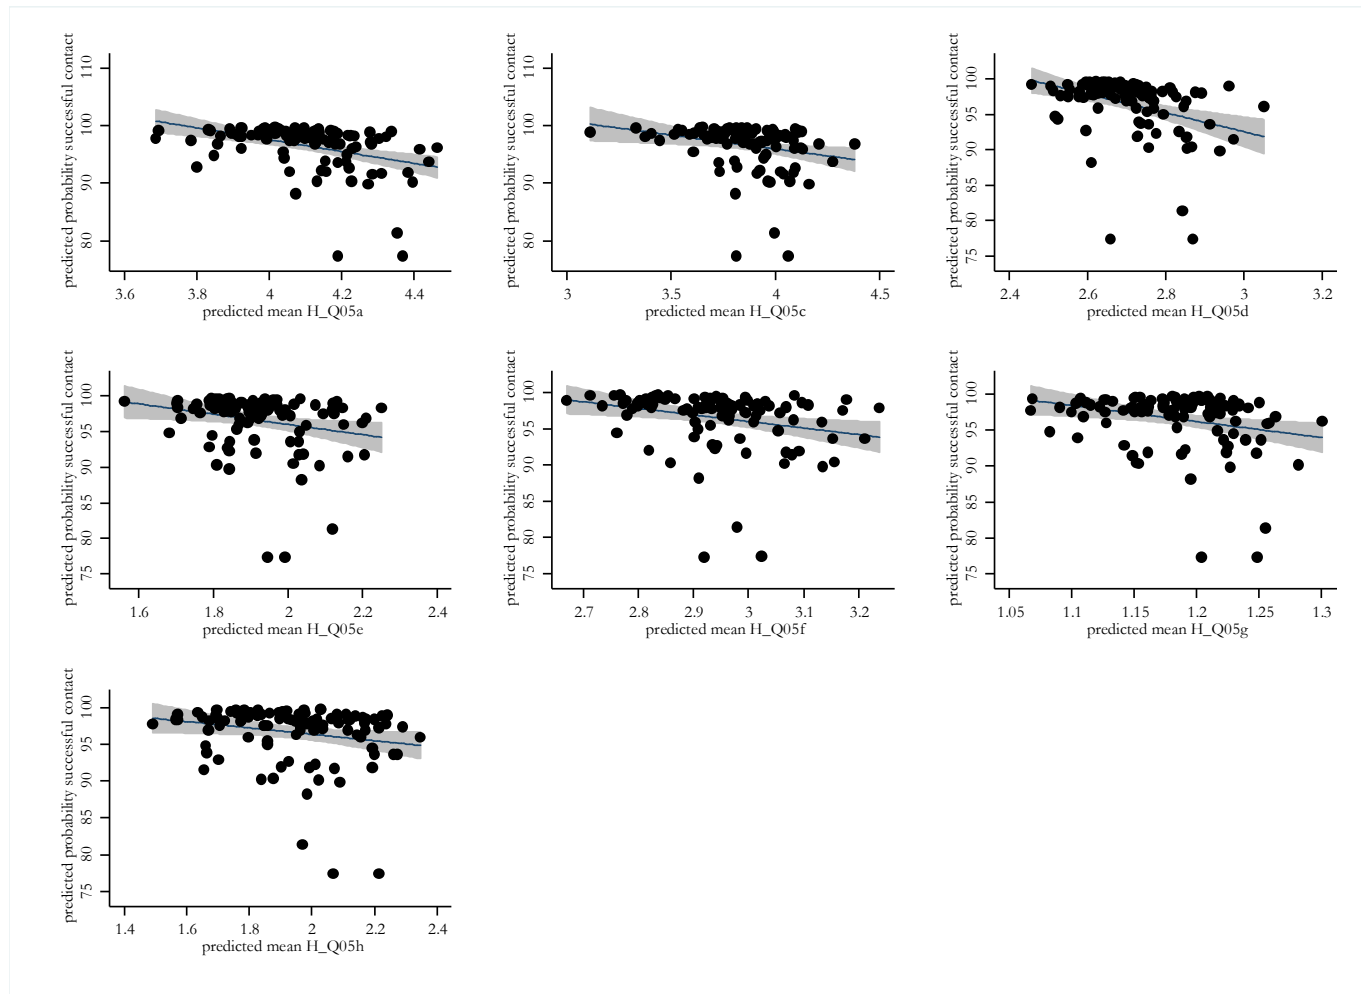 predicted probability successful contact
110
100
90
80
3.6 3.8 4 4.2 4.4
predicted mean H_Q05a
predicted probability successful contact
110
100
90
80
3 3.5 4 4.5
predicted mean H_Q05c
predicted probability successful contact
100
95
90
85
80
75
2.4 2.6 2.8 3 3.2
predicted mean H_Q05d
predicted probability successful contact
100
95
90
85
80
75
1.6 1.8 2 2.2 2.4
predicted mean H_Q05e
predicted probability successful contact
100
95
90
85
80
75
2.7 2.8 2.9 3 3.1 3.2
predicted mean H_Q05f
predicted probability successful contact
100
95
90
85
80
75
1.05 1.1 1.15 1.2 1.25 1.3
predicted mean H_Q05g
predicted probability successful contact
100
95
90
85
80
75
1.4 1.6 1.8 2 2.2 2.4
predicted mean H_Q05h